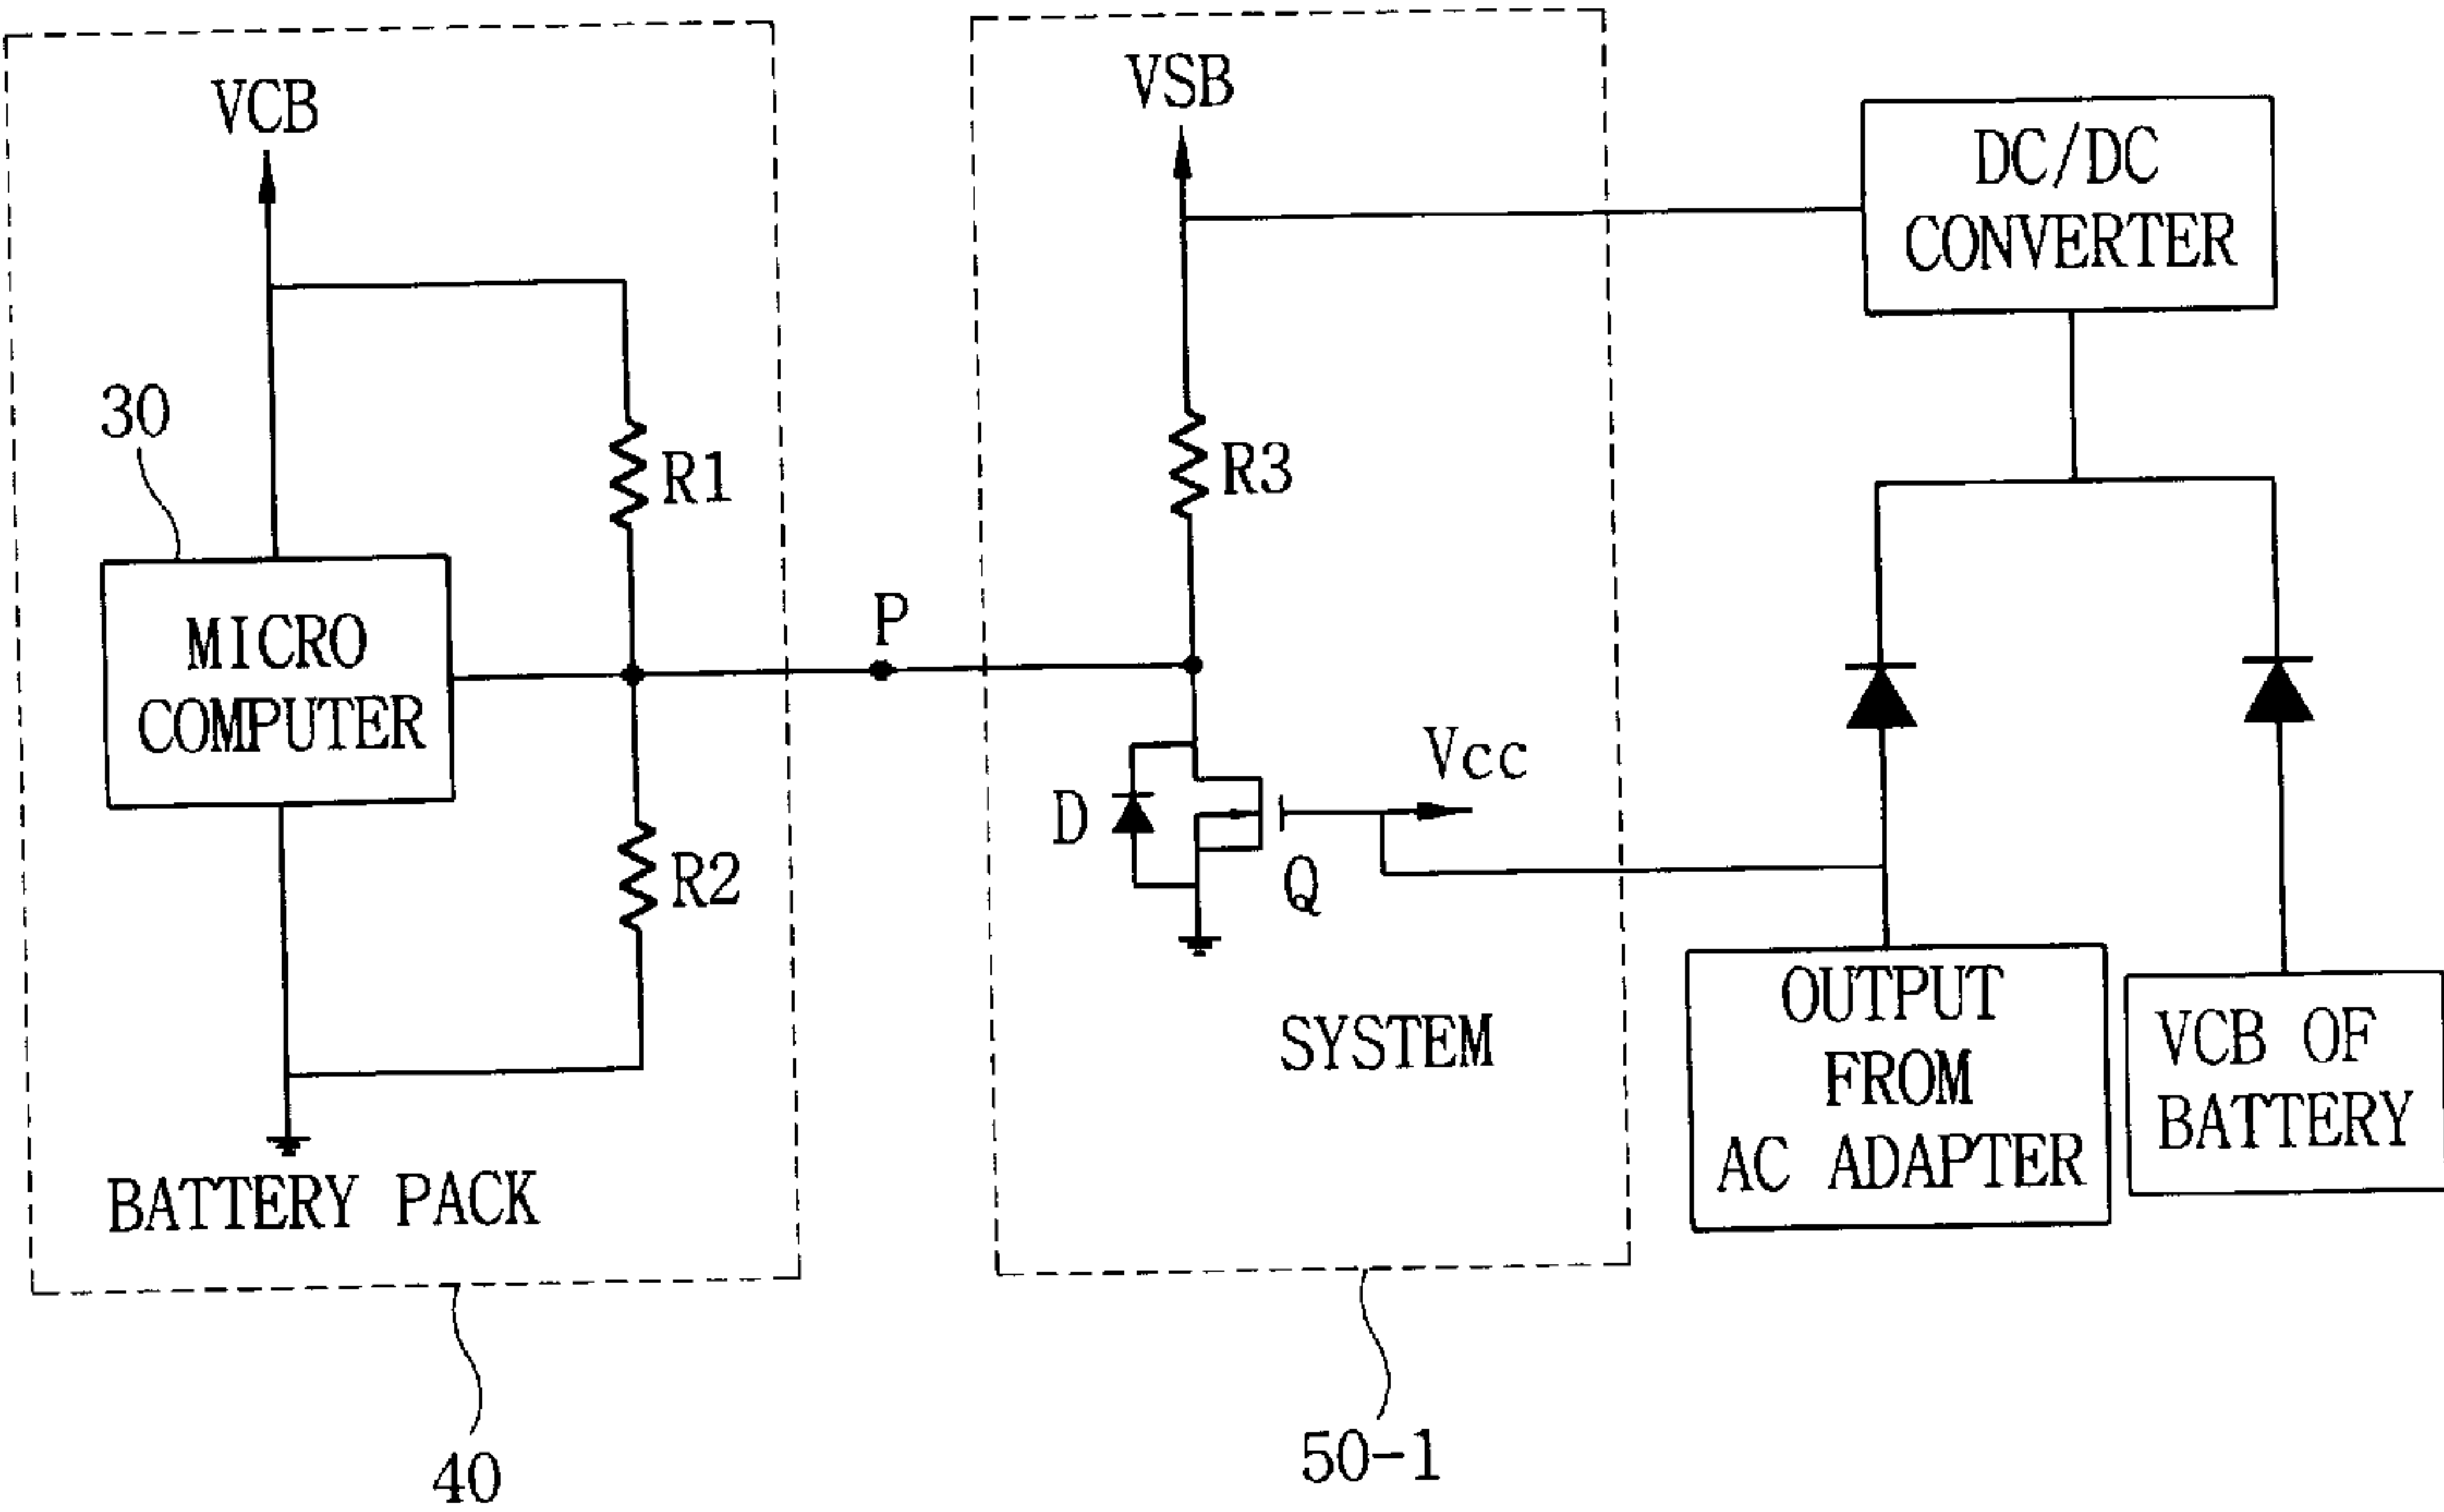 VCB
30
R1
MICRO
COMPUTER
R2
BATTERY PACK
40
P
VSB
R3
D
Vcc
Q
SYSTEM
50-1
DC/DC
CONVERTER
OUTPUT
FROM
AC ADAPTER
VCB OF
BATTERY